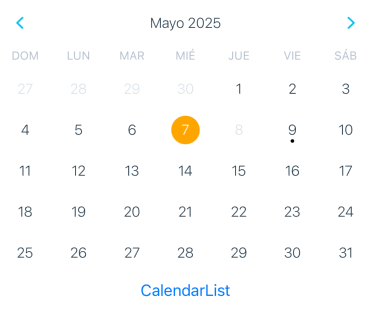 Mayo 2025
DOM LUN MAR MIÉ JUE VIE SÁB
27 28 29 30 1 2 3
4 5 6 7 8 9 10
11 12 13 14 15 16 17
18 19 20 21 22 23 24
25 26 27 28 29 30 31
CalendarList